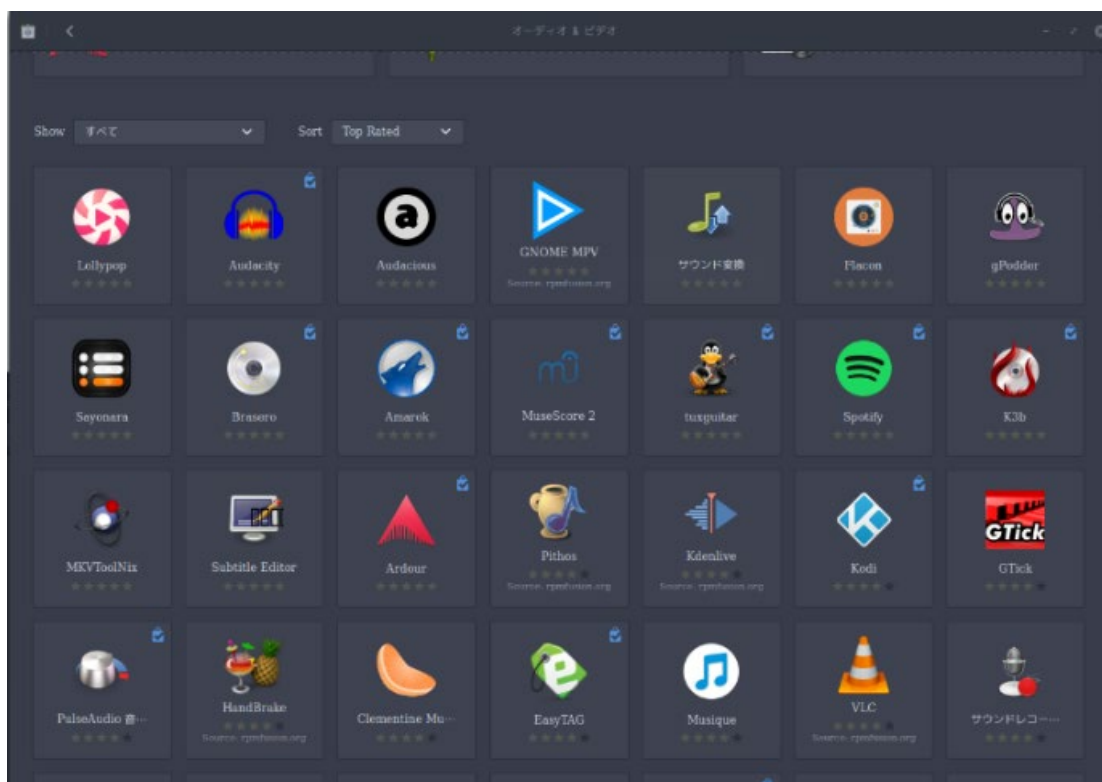 オーディオ & ビデオ
Show すべて Sort Top Rated
Lollypop Audacity Audacious GNOME MPV サウンド変換 Flacon gPodder
Source: rpmfusion.org
Sayonara Brasero Amarok MuseScore 2 tuxguitar Spotify K3b
GTick
MKVToolNix Subtitle Editor Ardour Pithos Kdenlive Kodi GTick
Source: rpmfusion.org Source: rpmfusion.org
PulseAudio 音… HandBrake Clementine Mu… EasyTAG Musique VLC サウンドレコー…
Source: rpmfusion.org Source: rpmfusion.org